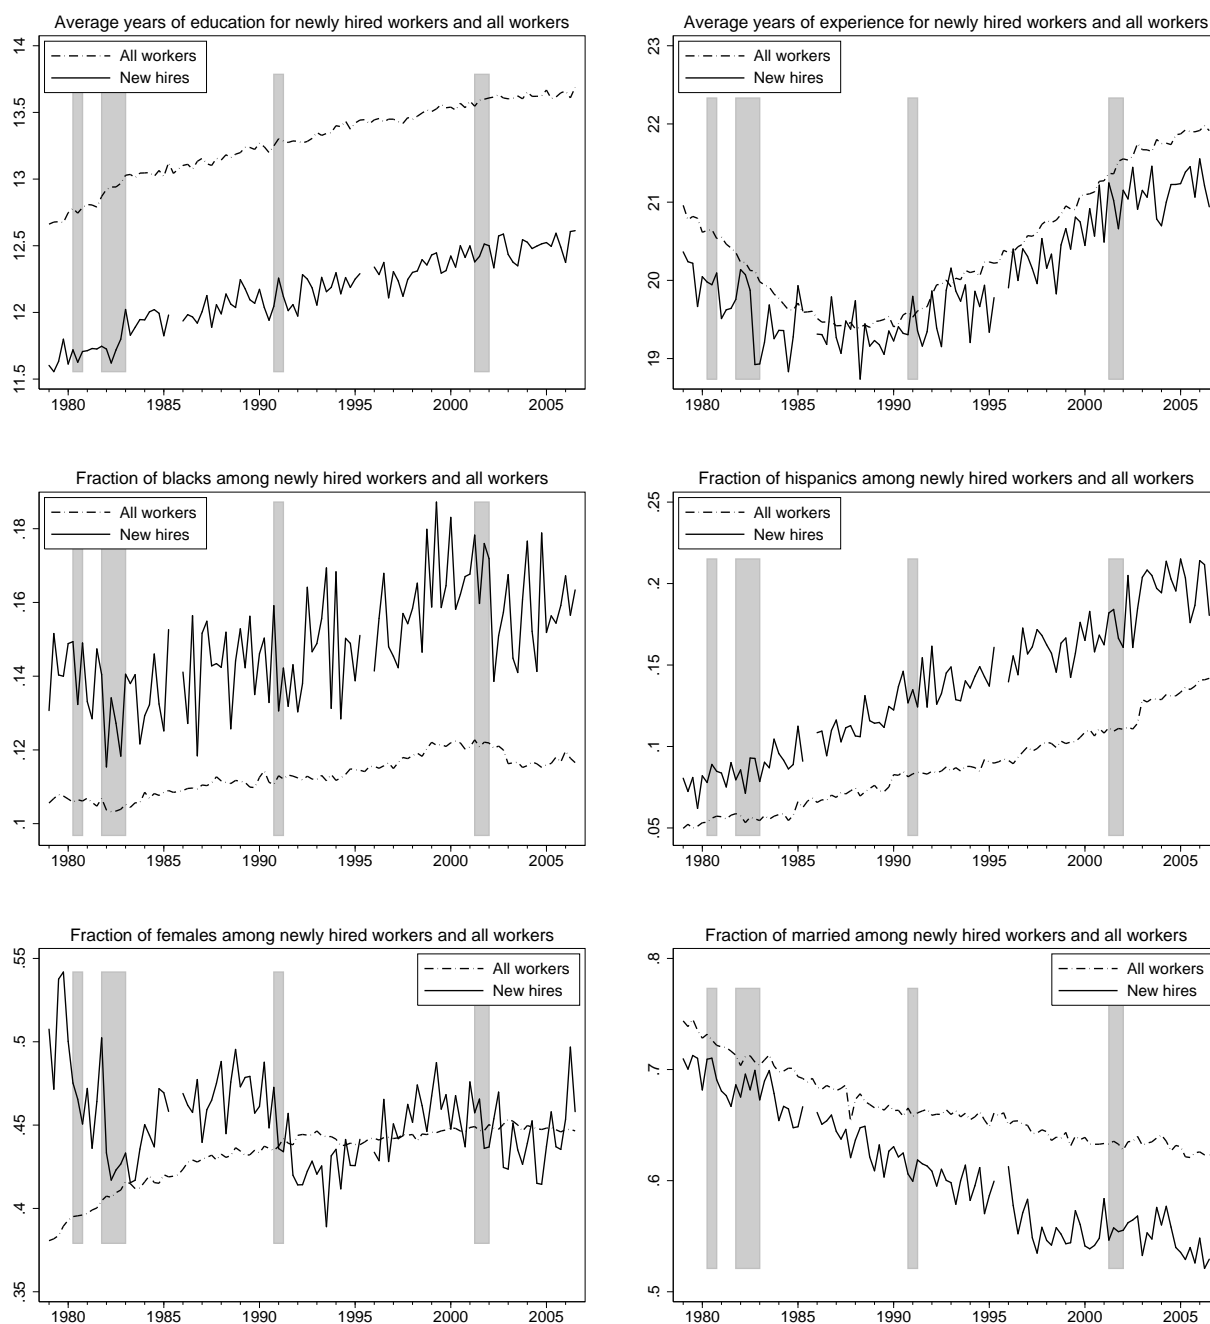 Average years of education for newly hired workers and all workers
14
13.5
13
12.5
12
11.5
All workers
New hires
1980 1985 1990 1995 2000 2005
Average years of experience for newly hired workers and all workers
23
22
21
20
19
All workers
New hires
1980 1985 1990 1995 2000 2005
Fraction of blacks among newly hired workers and all workers
.18
.16
.14
.12
.1
All workers
New hires
1980 1985 1990 1995 2000 2005
Fraction of hispanics among newly hired workers and all workers
.25
.2
.15
.1
.05
All workers
New hires
1980 1985 1990 1995 2000 2005
Fraction of females among newly hired workers and all workers
.55
.5
.45
.4
.35
All workers
New hires
1980 1985 1990 1995 2000 2005
Fraction of married among newly hired workers and all workers
.8
.7
.6
.5
All workers
New hires
1980 1985 1990 1995 2000 2005